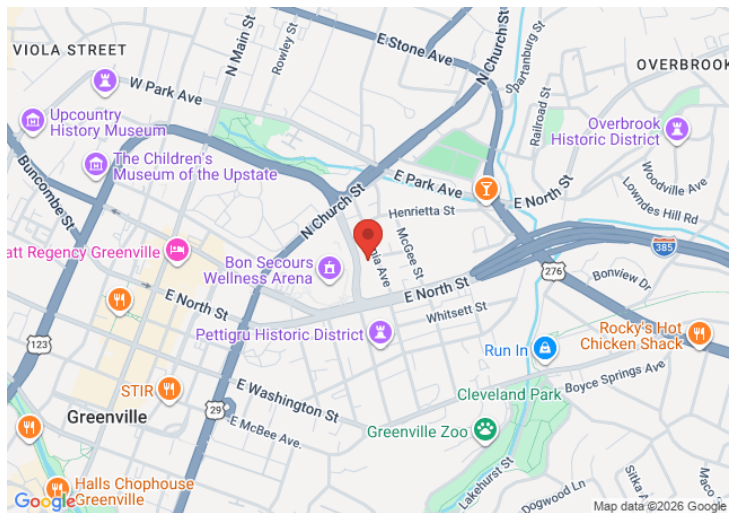 VIOLA STREET
N Main St
Rowley St
E Stone Ave
N Church St
Spartanburg St
OVERBROOK
W Park Ave
Railroad St
Upcountry
History Museum
Overbrook
Historic District
The Children's
Museum of the Upstate
Buncombe St
E Park Ave
E North St
Woodville Ave
Lowndes Hill Rd
N Church St
Henrietta St
McGee St
att Regency Greenville
385
Bon Secours
Wellness Arena
nia Ave
276
Bonview Dr
E North St
E North St
Whitsett St
Pettigru Historic District
123
Rocky's Hot
Chicken Shack
Run In
STIR
E Washington St
Boyce Springs Ave
Cleveland Park
29
Greenville
E McBee Ave.
Greenville Zoo
Lakehurst St
Sitka Ave
Maco
Halls Chophouse
Greenville
Dogwood Ln
Google
Map data ©2026 Google